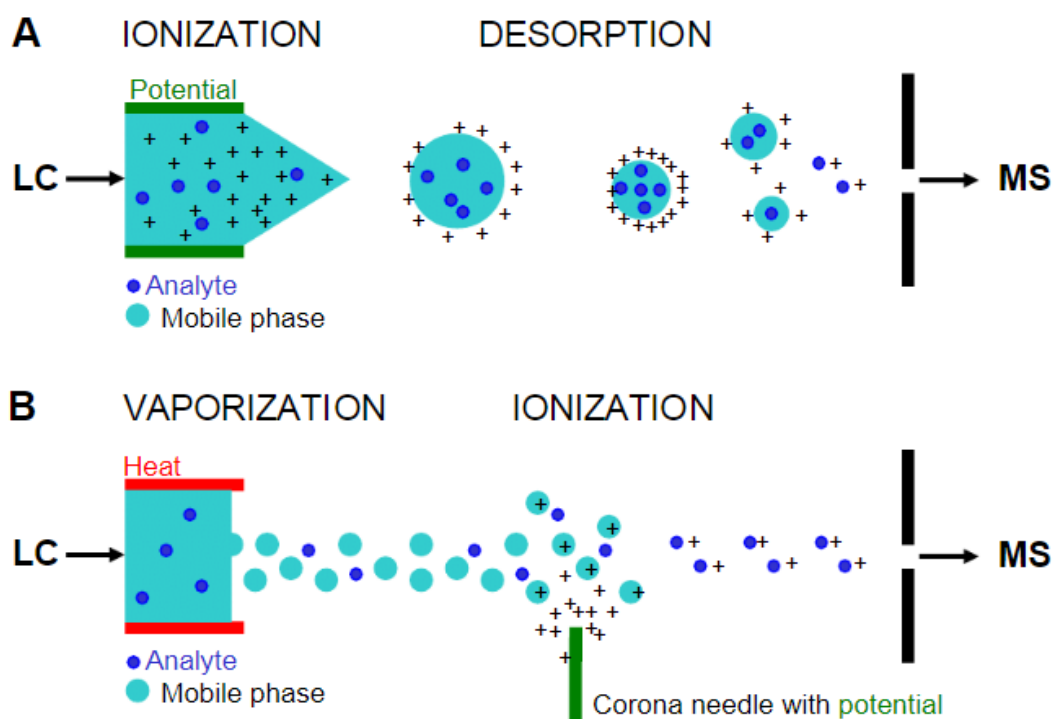 A IONIZATION DESORPTION
Potential
LC MS
Analyte
Mobile phase
B VAPORIZATION IONIZATION
Heat
LC MS
Analyte
Mobile phase
Corona needle with potential